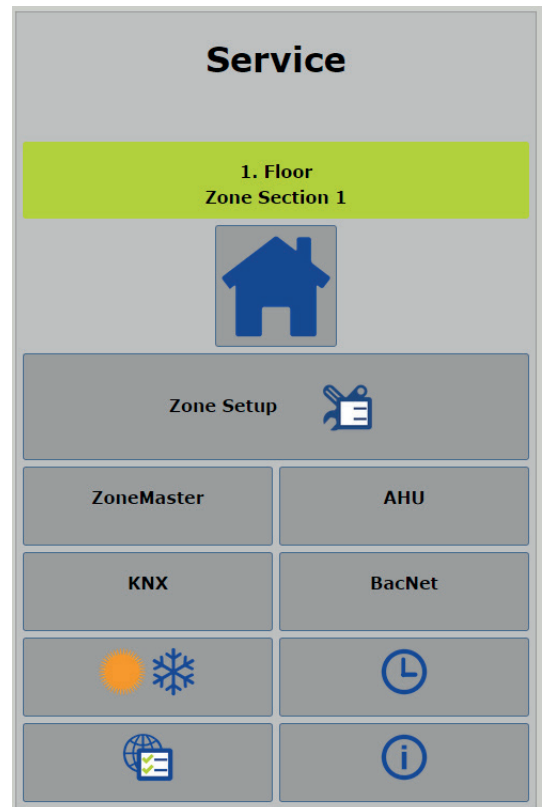 Service
1. Floor
Zone Section 1
Zone Setup
ZoneMaster
AHU
KNX
BacNet